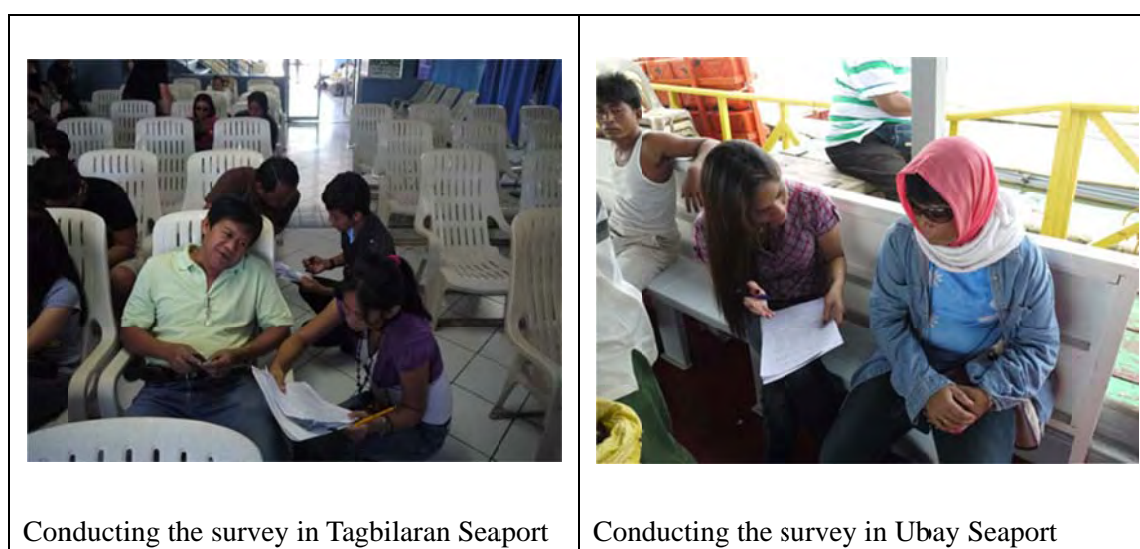 Conducting the survey in Tagbilaran Seaport
Conducting the survey in Ubay Seaport